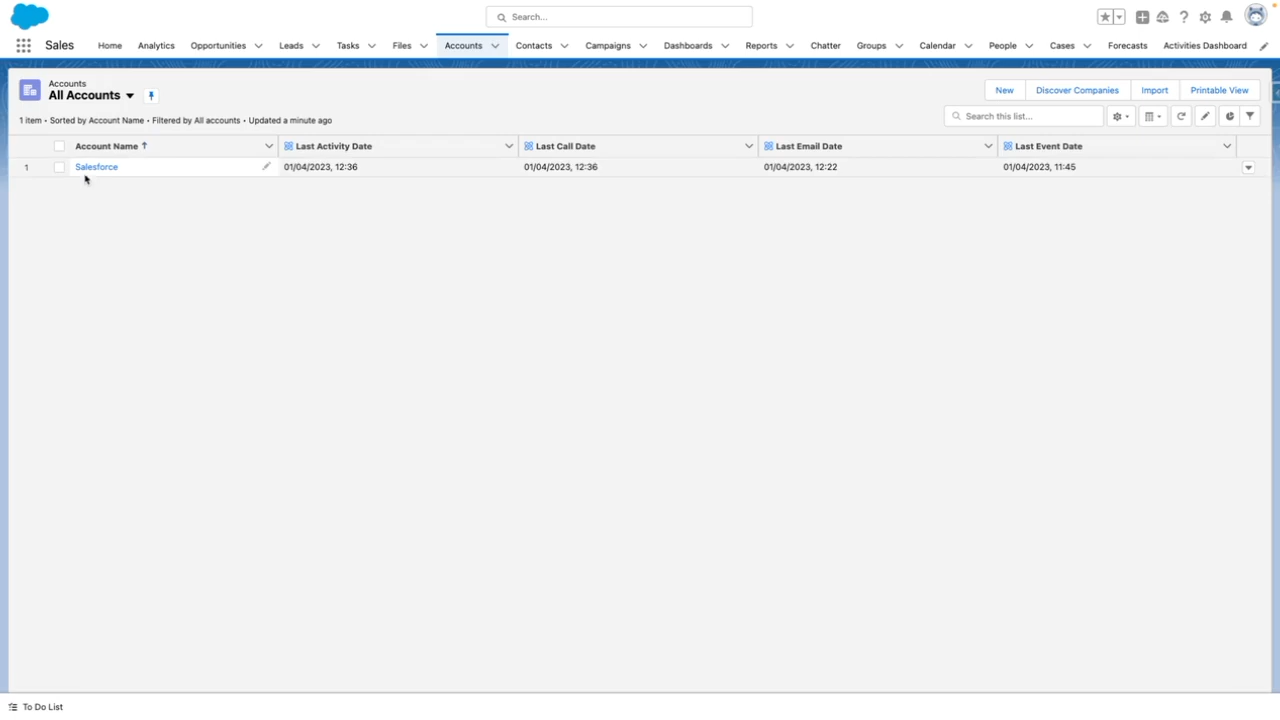 Search...
Sales Home Analytics Opportunities Leads Tasks Files Accounts Contacts Campaigns Dashboards Reports Chatter Groups Calendar People Cases Forecasts Activities Dashboard
Accounts
All Accounts
New Discover Companies Import Printable View
1 item • Sorted by Account Name • Filtered by All accounts • Updated a minute ago
Search this list...
Account Name Last Activity Date Last Call Date Last Email Date Last Event Date
1 Salesforce 01/04/2023, 12:36 01/04/2023, 12:36 01/04/2023, 12:22 01/04/2023, 11:45
To Do List